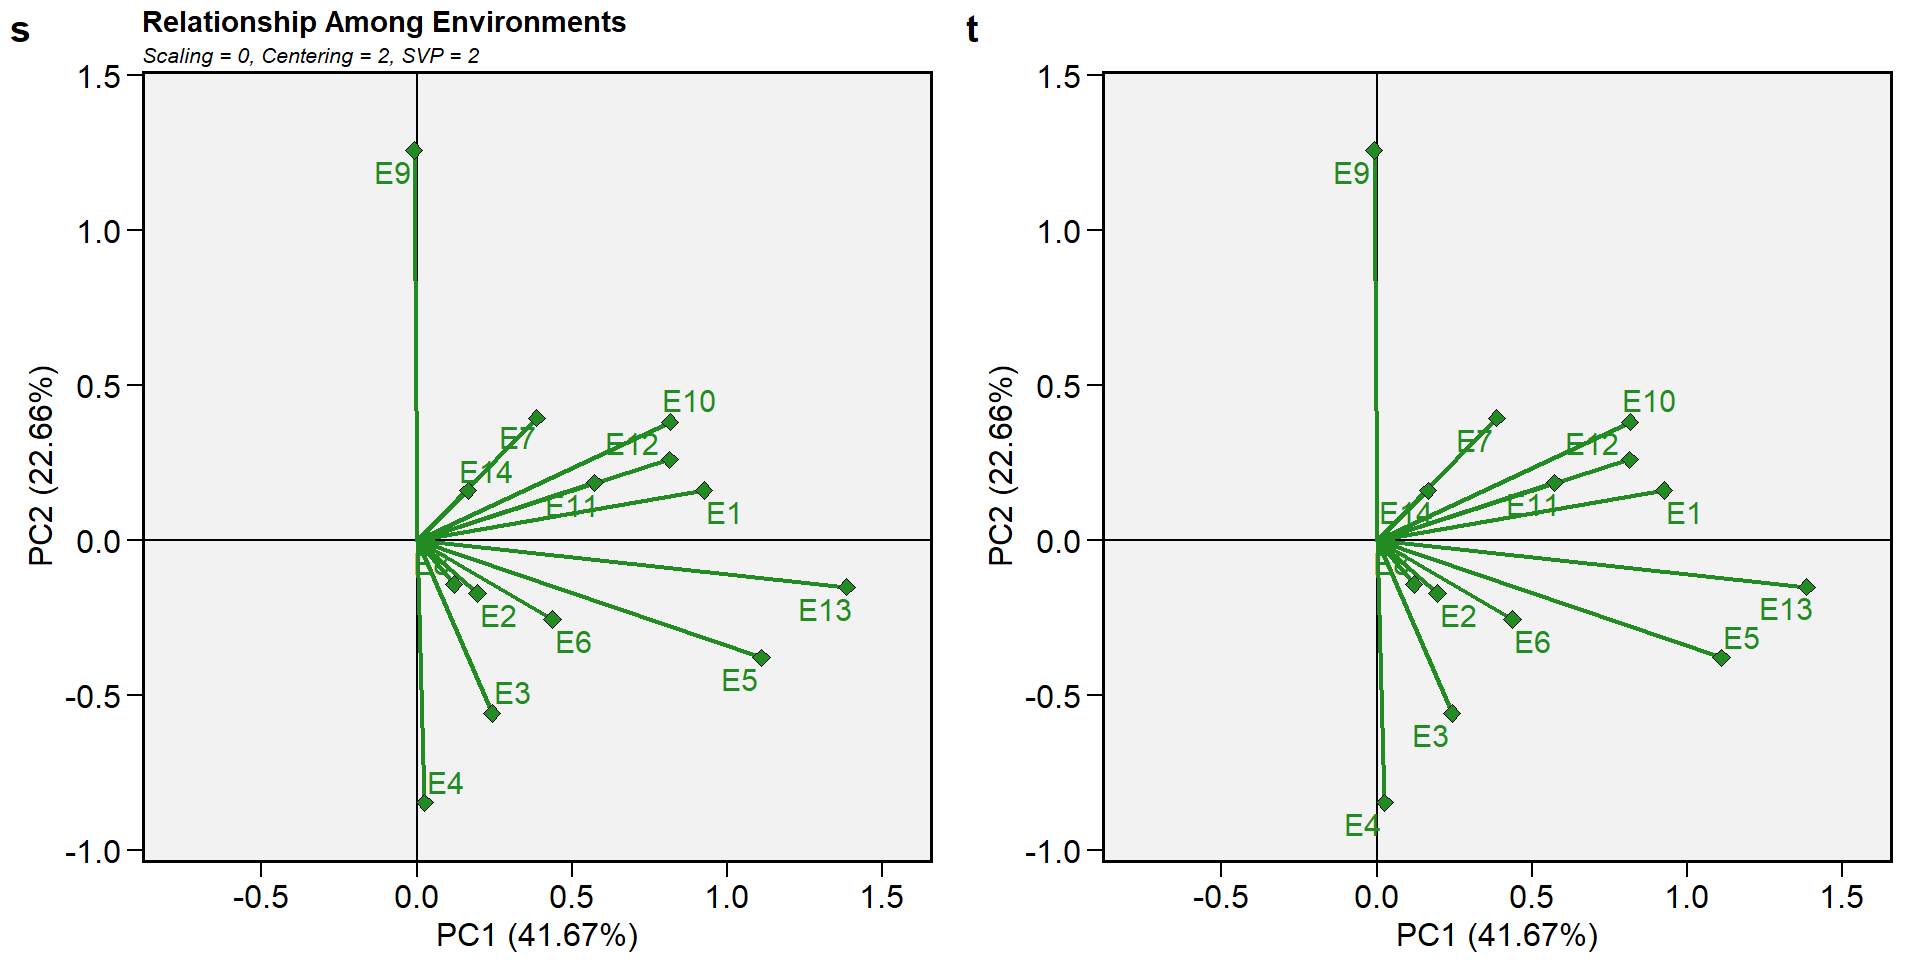 s
Relationship Among Environments
Scaling = 0, Centering = 2, SVP = 2
1.5
1.0
0.5
0.0
-0.5
-1.0
PC2 (22.66%)
E9
E10
E7
E12
E14
E11
E1
E13
E2
E6
E5
E3
E4
-0.5
0.0
0.5
1.0
1.5
PC1 (41.67%)
t
1.5
1.0
0.5
0.0
-0.5
-1.0
PC2 (22.66%)
E9
E10
E7
E12
E14
E11
E1
E13
E2
E6
E5
E3
E4
-0.5
0.0
0.5
1.0
1.5
PC1 (41.67%)